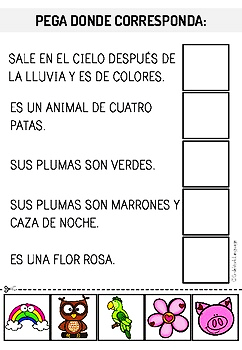 PEGA DONDE CORRESPONDA:
SALE EN EL CIELO DESPUÉS DE
LA LLUVIA Y ES DE COLORES.
ES UN ANIMAL DE CUATRO
PATAS.
SUS PLUMAS SON VERDES.
SUS PLUMAS SON MARRONES Y
CAZA DE NOCHE.
ES UNA FLOR ROSA.